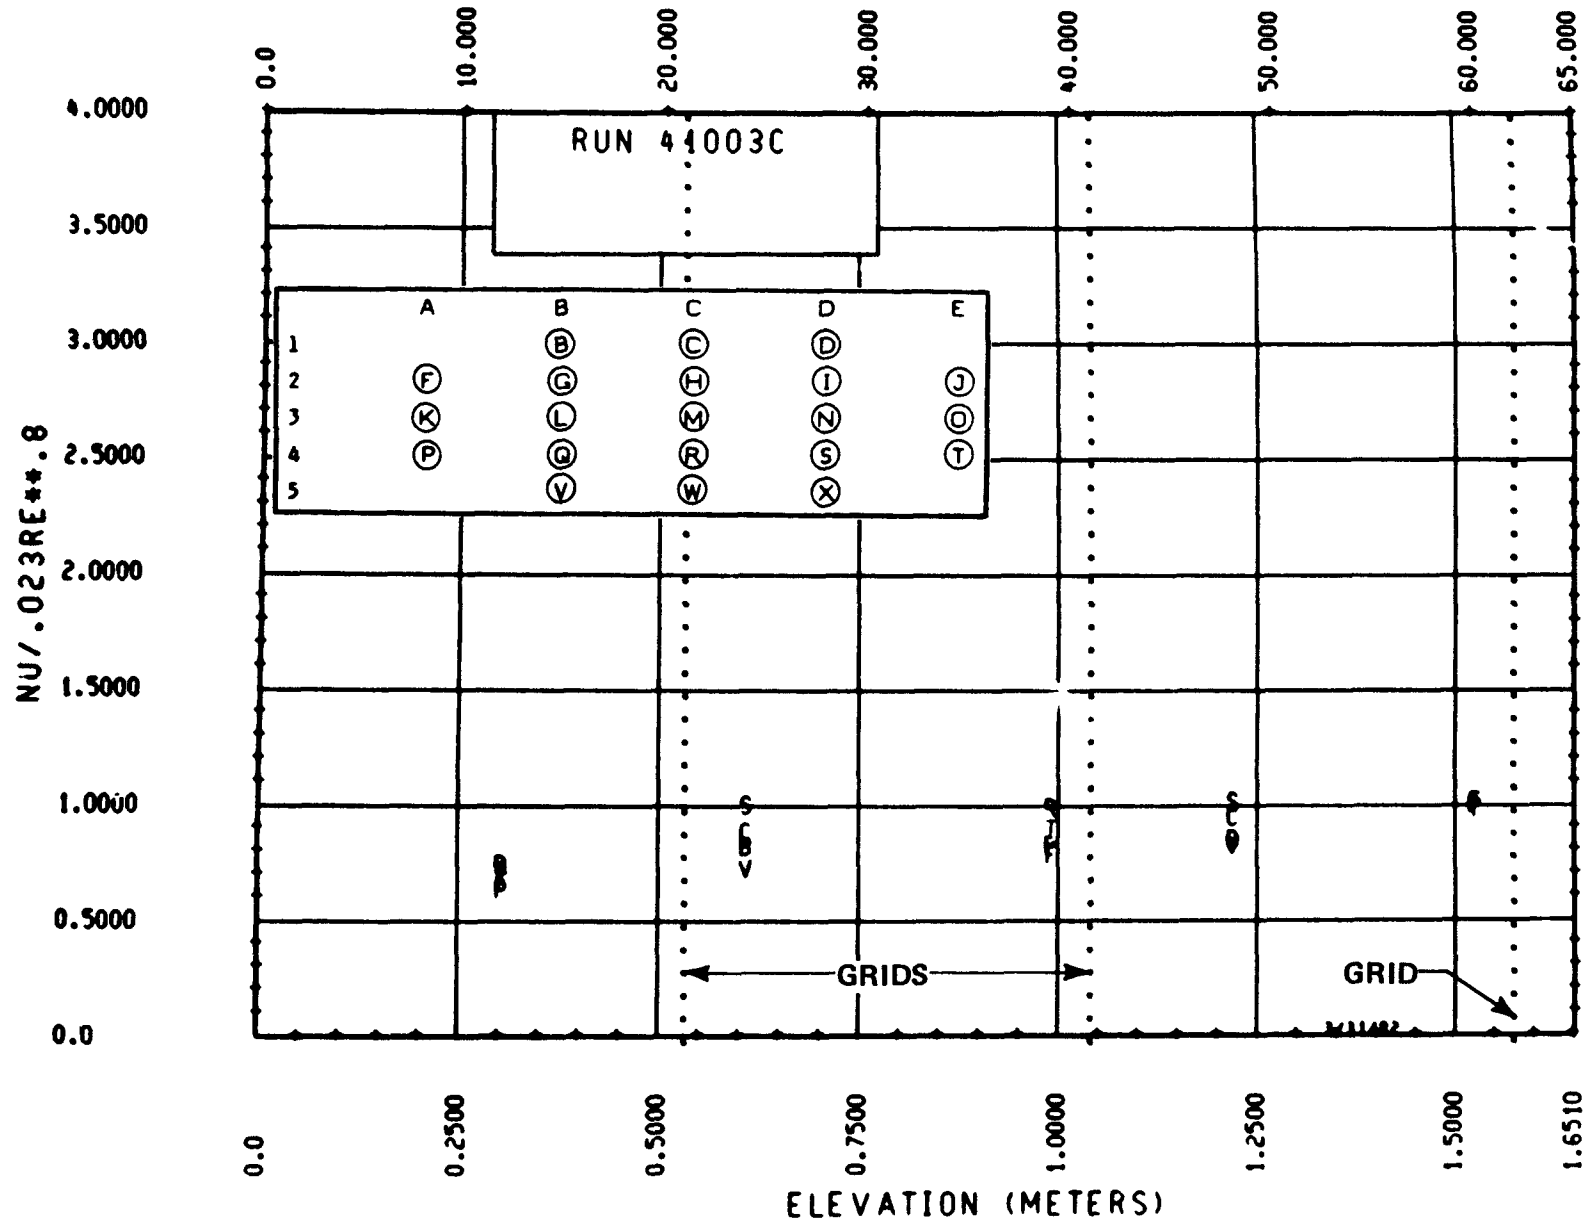 0.0 10.000 20.000 30.000 40.000 50.000 60.000 65.000
4.0000
RUN 41003C
3.5000
A B C D E
3.0000
1 B C D
2 F G H I J
3 K L M N O
4 P Q R S T
5 V W X
2.5000
2.0000
NU/.023RE**.8
1.5000
1.0000
S
C
B
V
S
C
0.5000
GRIDS
GRID
0.0
0.0 0.2500 0.5000 0.7500 1.0000 1.2500 1.5000 1.6510
ELEVATION (METERS)